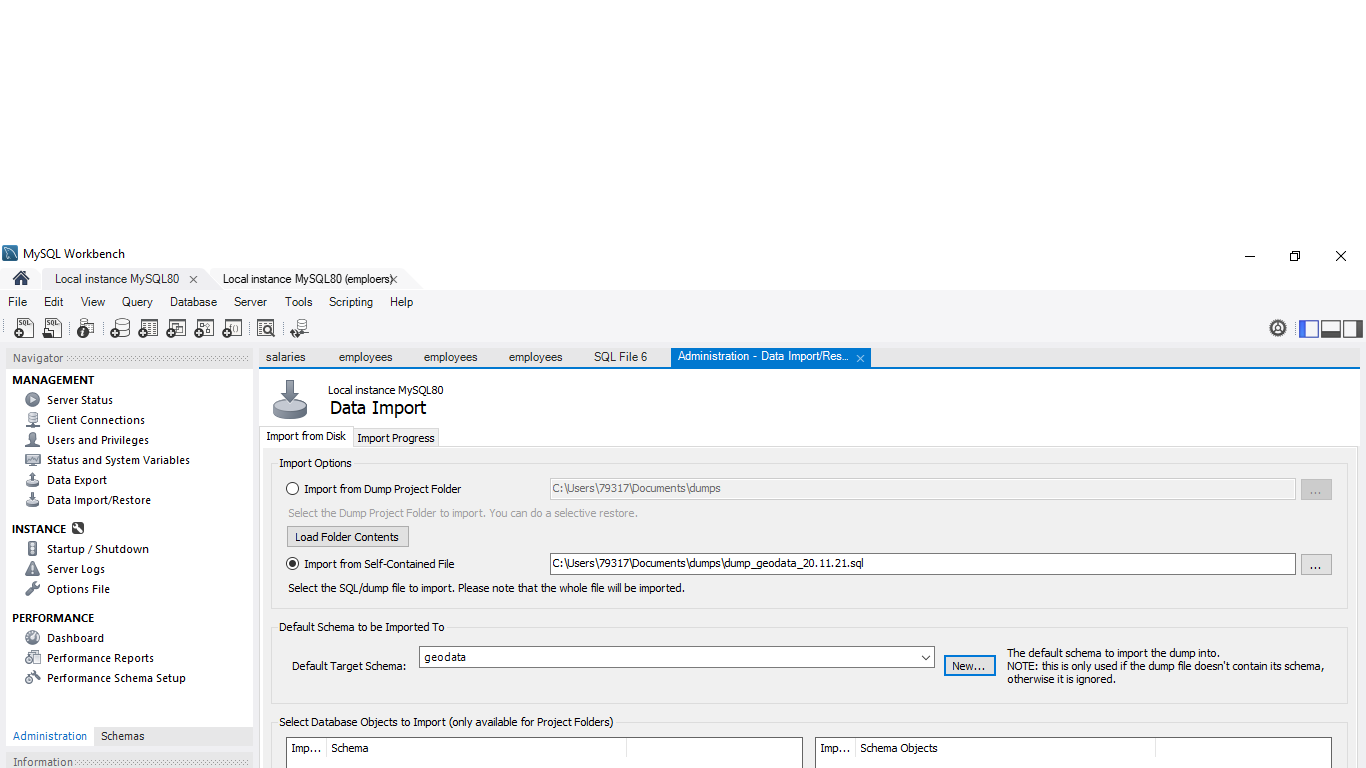 MySQL Workbench
Local instance MySQL80
Local instance MySQL80 (emploers)
File Edit View Query Database Server Tools Scripting Help
Navigator
MANAGEMENT
Server Status
Client Connections
Users and Privileges
Status and System Variables
Data Export
Data Import/Restore
INSTANCE
Startup / Shutdown
Server Logs
Options File
PERFORMANCE
Dashboard
Performance Reports
Performance Schema Setup
Administration Schemas
Information
salaries employees employees employees SQL File 6 Administration - Data Import/Res...
Local instance MySQL80
Data Import
Import from Disk Import Progress
Import Options
Import from Dump Project Folder C:\Users\79317\Documents\dumps ...
Select the Dump Project Folder to import. You can do a selective restore.
Load Folder Contents
Import from Self-Contained File C:\Users\79317\Documents\dumps\dump_geodata_20.11.21.sql ...
Select the SQL/dump file to import. Please note that the whole file will be imported.
Default Schema to be Imported To
Default Target Schema: geodata New...
The default schema to import the dump into.
NOTE: this is only used if the dump file doesn't contain its schema,
otherwise it is ignored.
Select Database Objects to Import (only available for Project Folders)
Imp... Schema Imp... Schema Objects